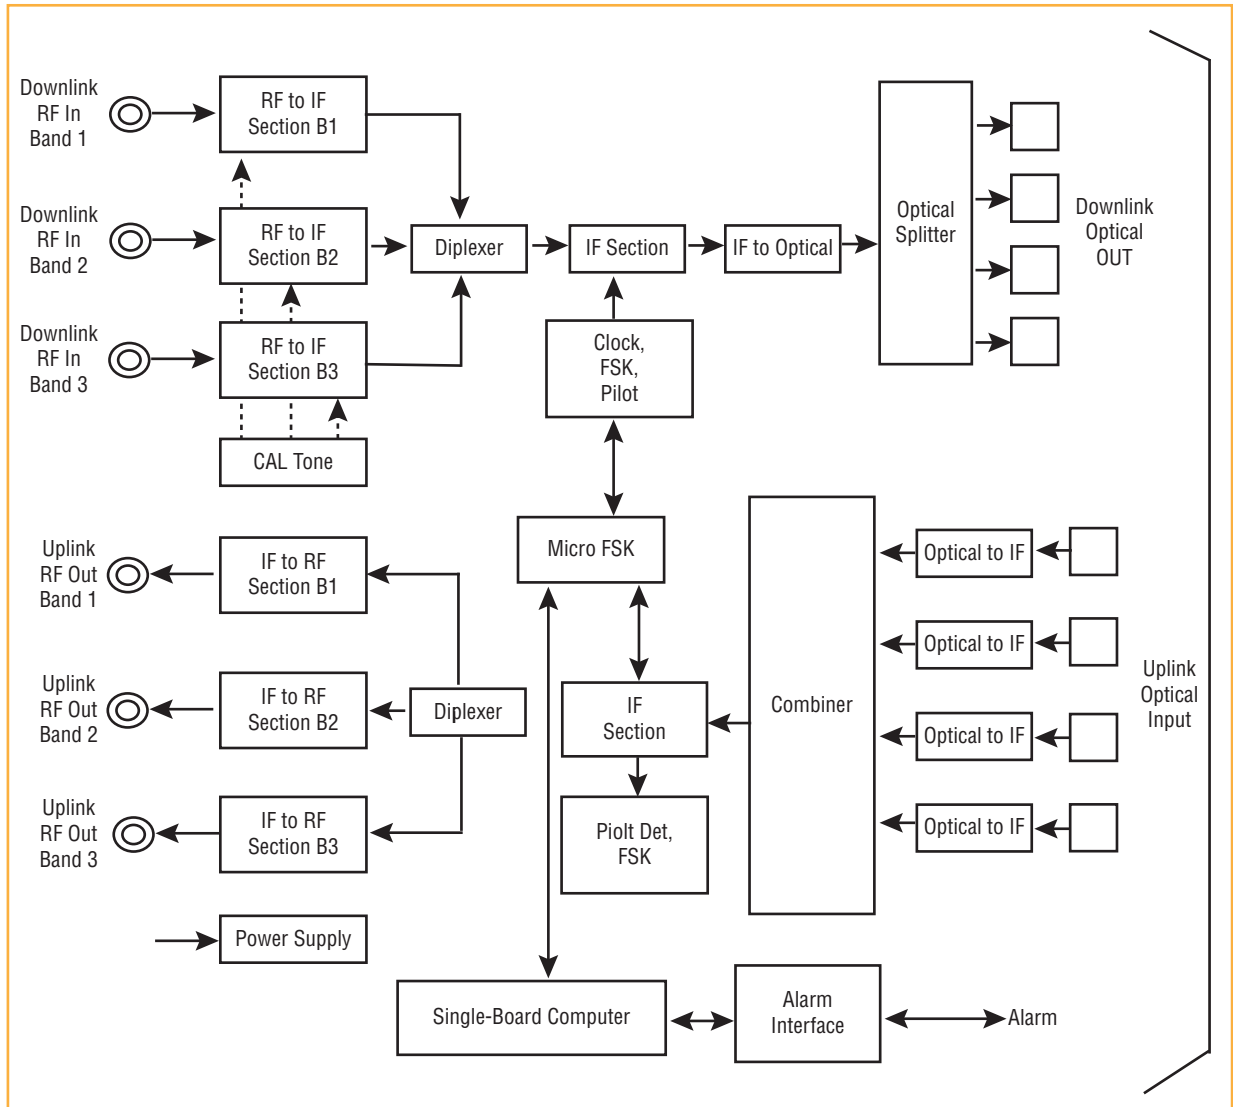 Downlink
RF In
Band 1
RF to IF
Section B1
Downlink
RF In
Band 2
RF to IF
Section B2
Diplexer
IF Section
IF to Optical
Optical
Splitter
Downlink
Optical
OUT
Downlink
RF In
Band 3
RF to IF
Section B3
Clock,
FSK,
Pilot
CAL Tone
Uplink
RF Out
Band 1
IF to RF
Section B1
Micro FSK
Optical to IF
Optical to IF
Uplink
RF Out
Band 2
IF to RF
Section B2
Diplexer
IF
Section
Combiner
Optical to IF
Uplink
Optical
Input
Uplink
RF Out
Band 3
IF to RF
Section B3
Piolt Det,
FSK
Optical to IF
Power Supply
Single-Board Computer
Alarm
Interface
Alarm